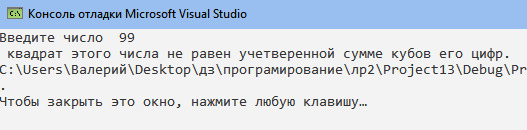 Консоль отладки Microsoft Visual Studio
Введите число 99
квадрат этого числа не равен учетверенной сумме кубов его цифр.
C:\Users\Валерий\Desktop\дз\програмирование\лр2\Project13\Debug\Pr
.
Чтобы закрыть это окно, нажмите любую клавишу…